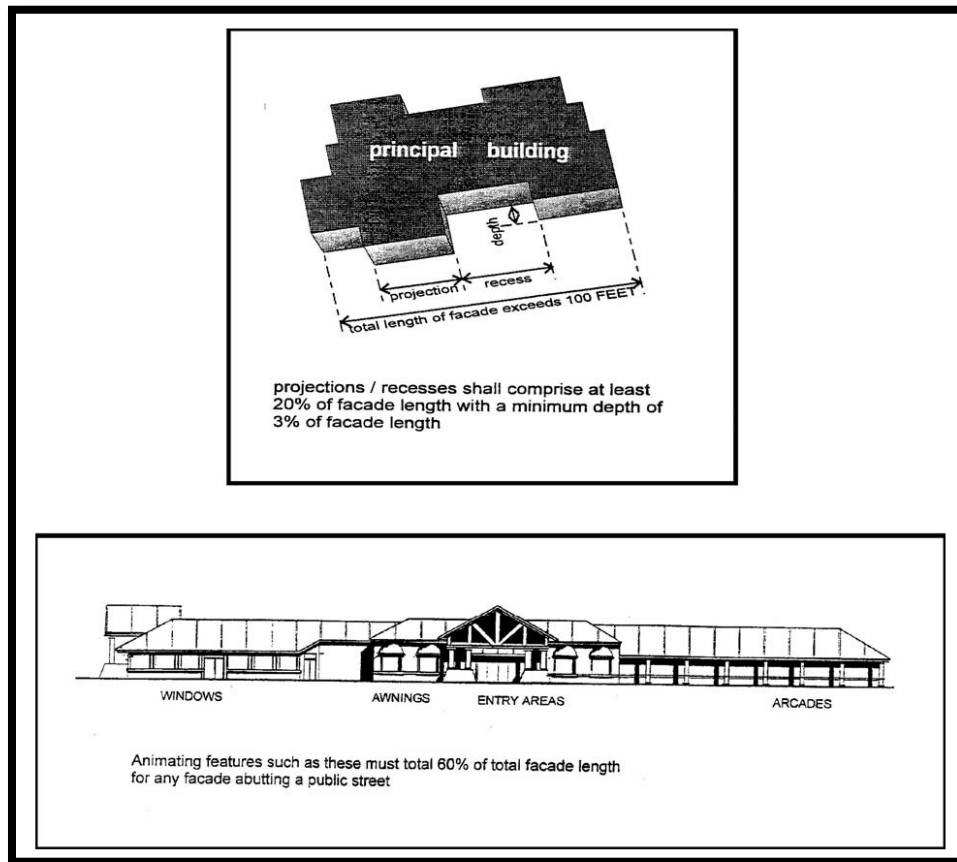 principal building
depth
projection
recess
total length of facade exceeds 100 FEET
projections / recesses shall comprise at least
20% of facade length with a minimum depth of
3% of facade length
WINDOWS AWNINGS ENTRY AREAS ARCADES
Animating features such as these must total 60% of total facade length
for any facade abutting a public street